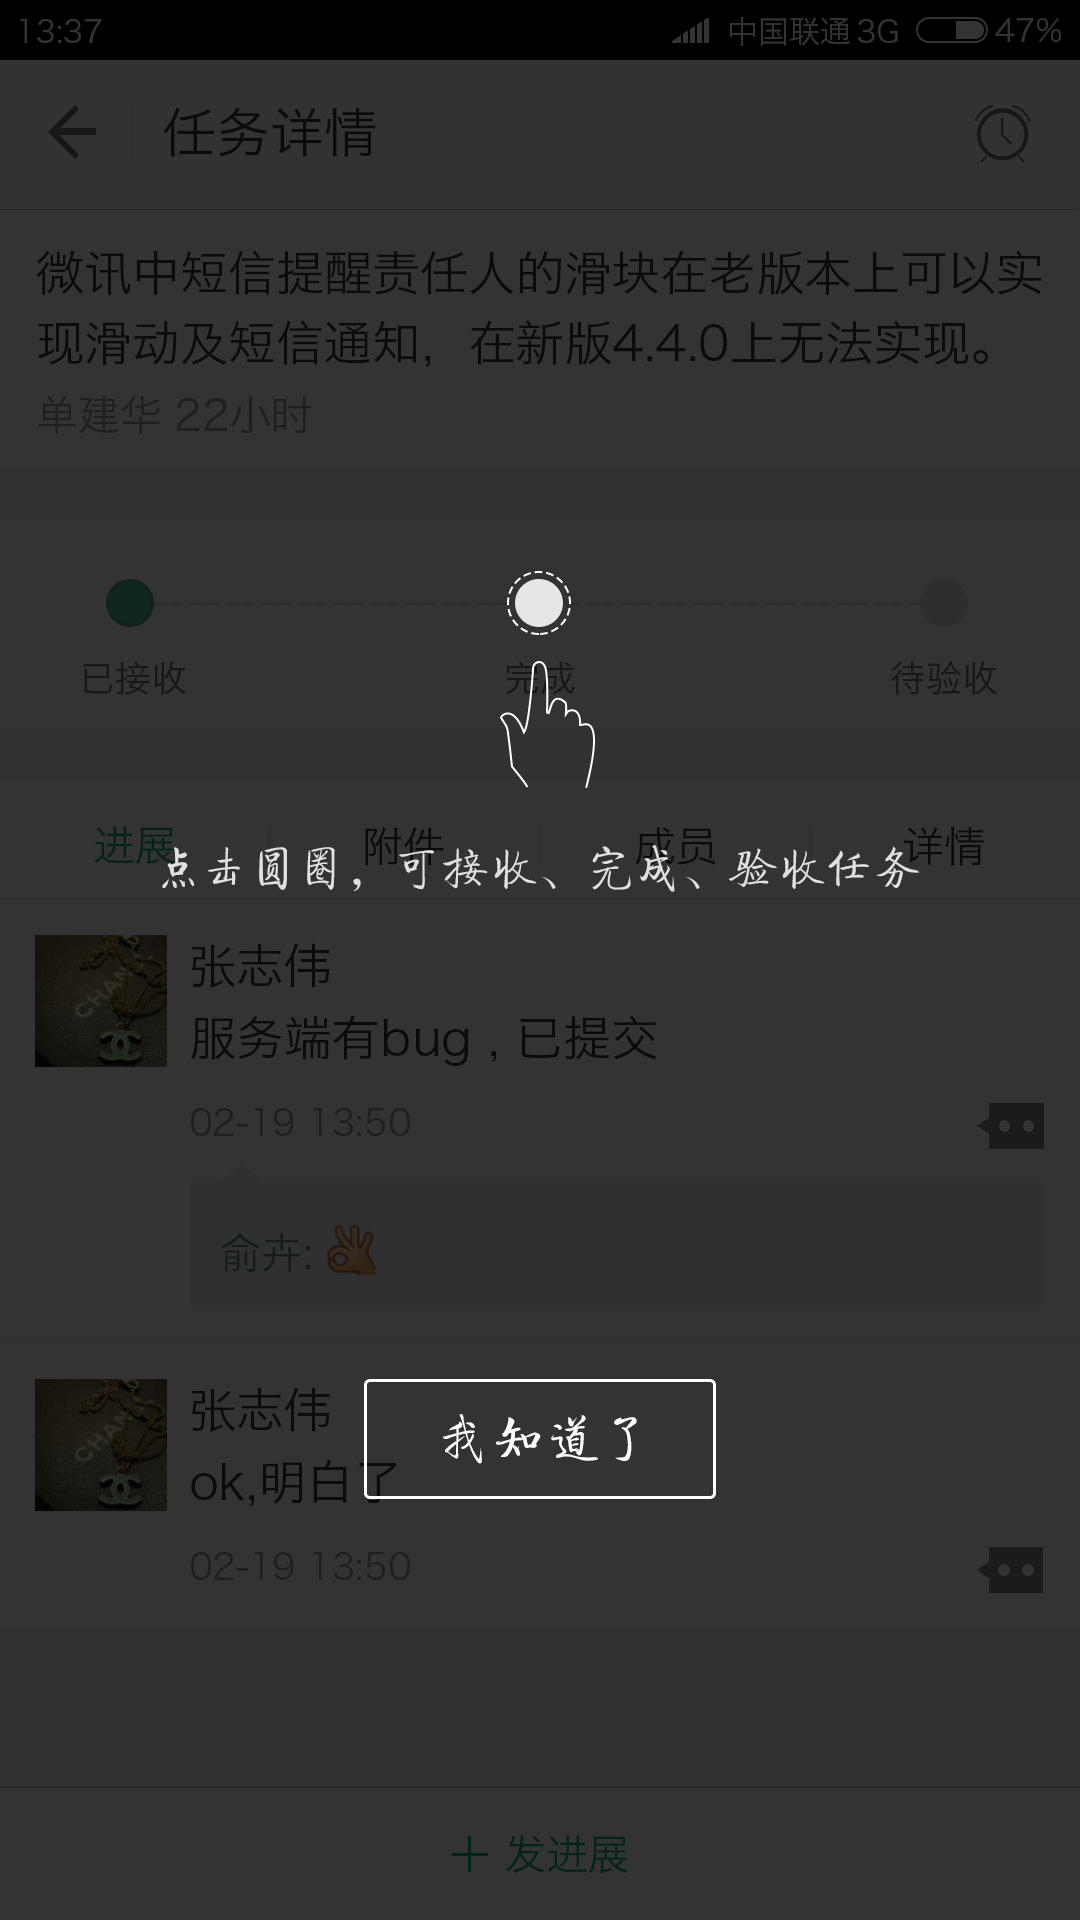 13:37 中国联通 3G 47%
任务详情
微讯中短信提醒责任人的滑块在老版本上可以实
现滑动及短信通知，在新版4.4.0上无法实现。
单建华 22小时
已接收 完成 待验收
进展 附件 成员 详情
点击圆圈，可接收、完成、验收任务
CHAN
张志伟
服务端有bug , 已提交
02-19 13:50
俞卉:
CHAN
张志伟
ok,明白了
我知道了
02-19 13:50
发进展